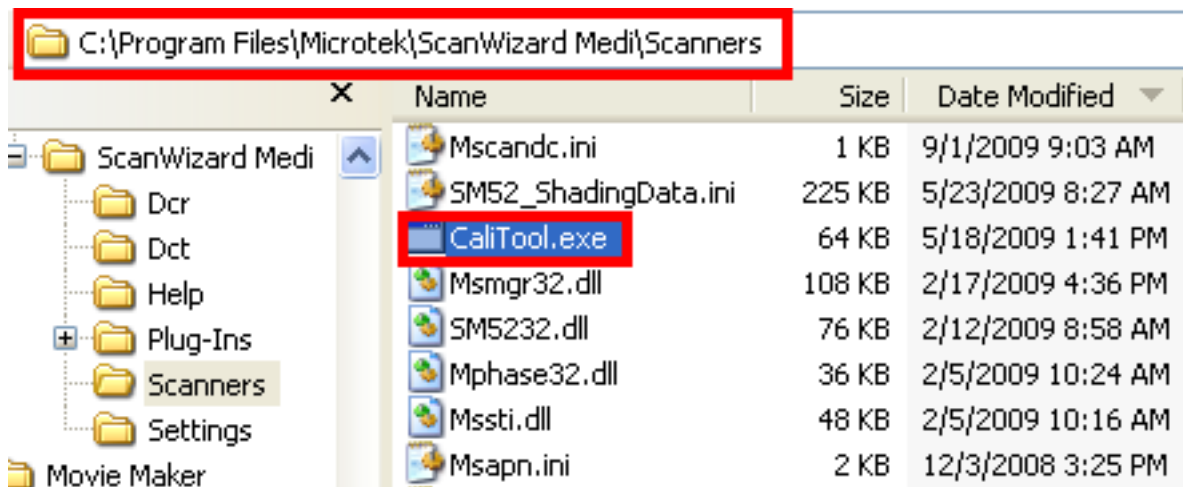 C:\Program Files\Microtek\ScanWizard Medi\Scanners
Name Size Date Modified
ScanWizard Medi
Dcr
Dct
Help
Plug-Ins
Scanners
Settings
Movie Maker
Mscandc.ini 1 KB 9/1/2009 9:03 AM
SM52_ShadingData.ini 225 KB 5/23/2009 8:27 AM
CaliTool.exe 64 KB 5/18/2009 1:41 PM
Msmgr32.dll 108 KB 2/17/2009 4:36 PM
SM5232.dll 76 KB 2/12/2009 8:58 AM
Mphase32.dll 36 KB 2/5/2009 10:24 AM
Mssti.dll 48 KB 2/5/2009 10:16 AM
Msapn.ini 2 KB 12/3/2008 3:25 PM